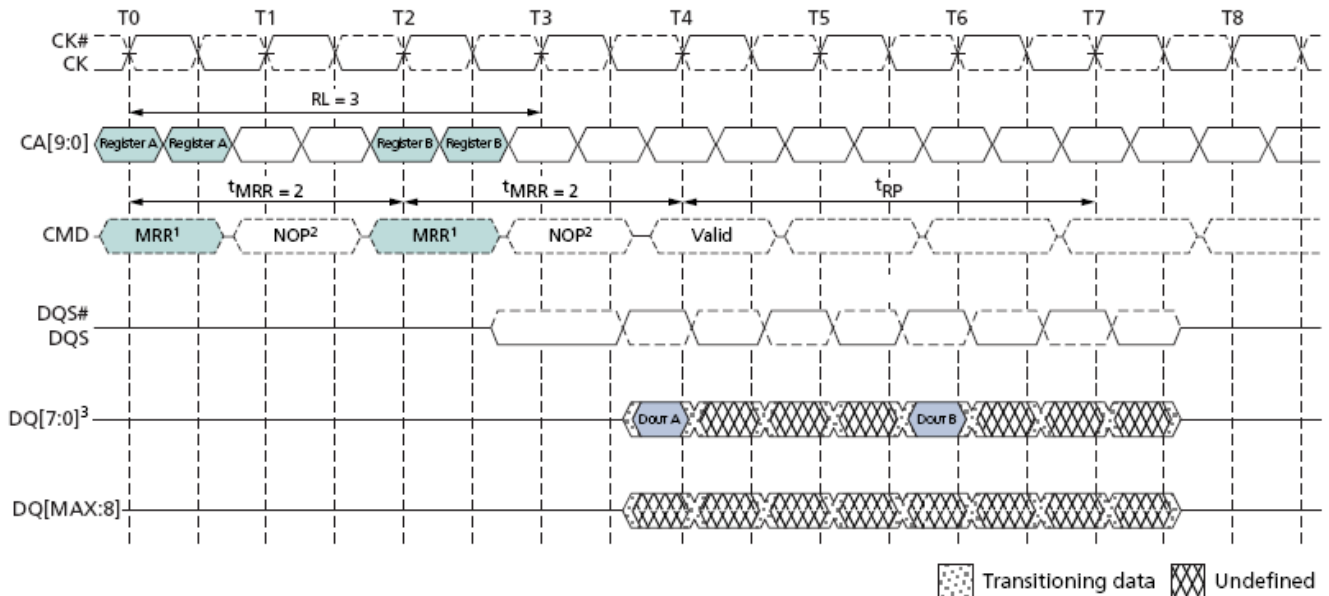 T0 T1 T2 T3 T4 T5 T6 T7 T8
CK#
CK
RL = 3
CA[9:0] Register A Register A Register B Register B
tMRR = 2 tMRR = 2 tRP
CMD MRR1 NOP2 MRR1 NOP2 Valid
DQS#
DQS
DQ[7:0]3 DOUT A DOUT B
DQ[MAX:8]
Transitioning data Undefined